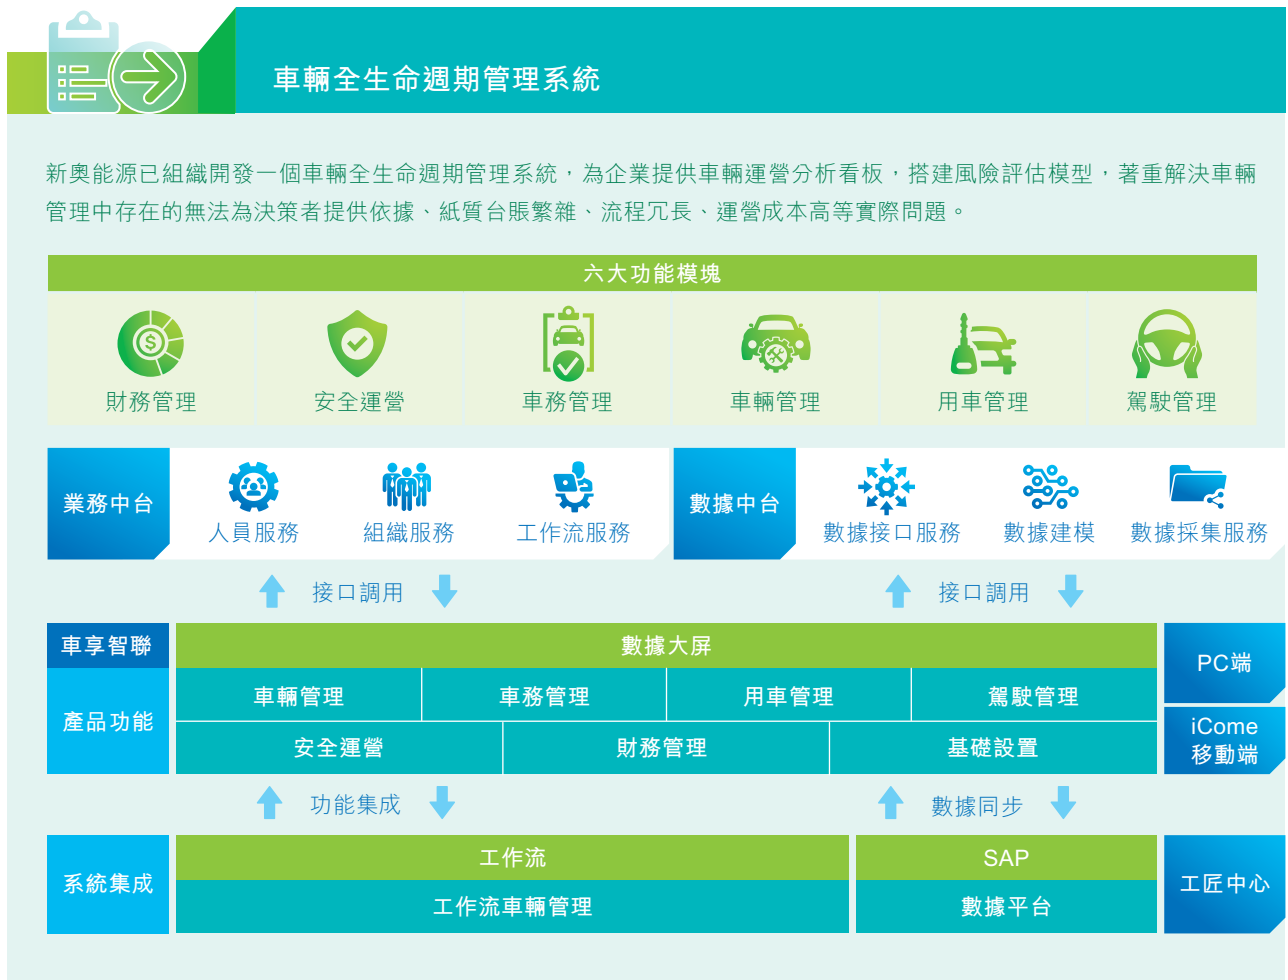 車輛全生命週期管理系統
新奧能源已組織開發一個車輛全生命週期管理系統，為企業提供車輛運營分析看板，搭建風險評估模型，著重解決車輛
管理中存在的無法為決策者提供依據、紙質台賬繁雜、流程冗長、運營成本高等實際問題。
六大功能模塊
財務管理
安全運營
車務管理
車輛管理
用車管理
駕駛管理
業務中台
人員服務
組織服務
工作流服務
數據中台
數據接口服務
數據建模
數據採集服務
接口調用
接口調用
車享智聯
數據大屏
PC端
產品功能
車輛管理
車務管理
用車管理
駕駛管理
安全運營
財務管理
基礎設置
iCome
移動端
功能集成
數據同步
系統集成
工作流
SAP
工作流車輛管理
數據平台
工匠中心